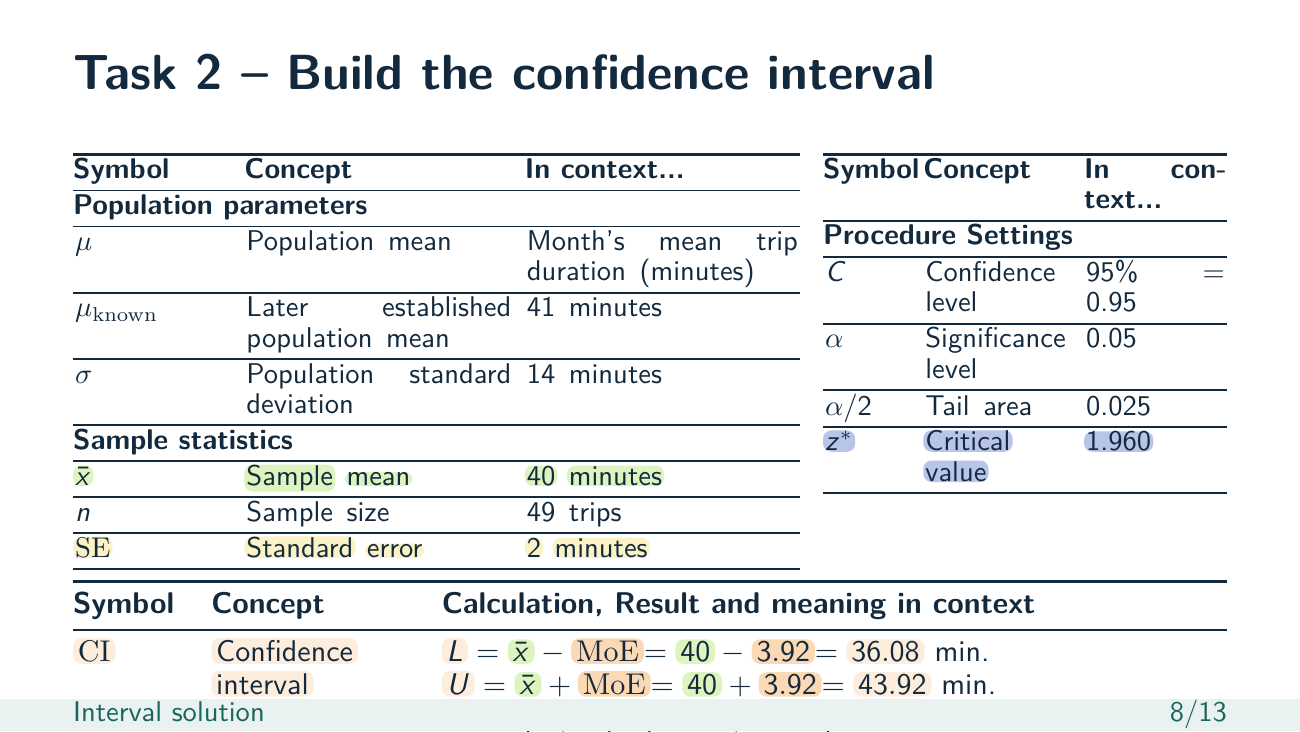 Task 2 – Build the confidence interval
Symbol Concept In context...
Population parameters
μ Population mean Month's mean trip
duration (minutes)
μ_known Later established 41 minutes
population mean
σ Population standard 14 minutes
deviation
Sample statistics
x̄ Sample mean 40 minutes
n Sample size 49 trips
SE Standard error 2 minutes
Symbol Concept In con-
text...
Procedure Settings
C Confidence 95% =
level 0.95
α Significance 0.05
level
α/2 Tail area 0.025
z* Critical 1.960
value
Symbol Concept Calculation, Result and meaning in context
CI Confidence L = x̄ − MoE= 40 − 3.92= 36.08 min.
interval U = x̄ + MoE= 40 + 3.92= 43.92 min.
Interval solution 8/13